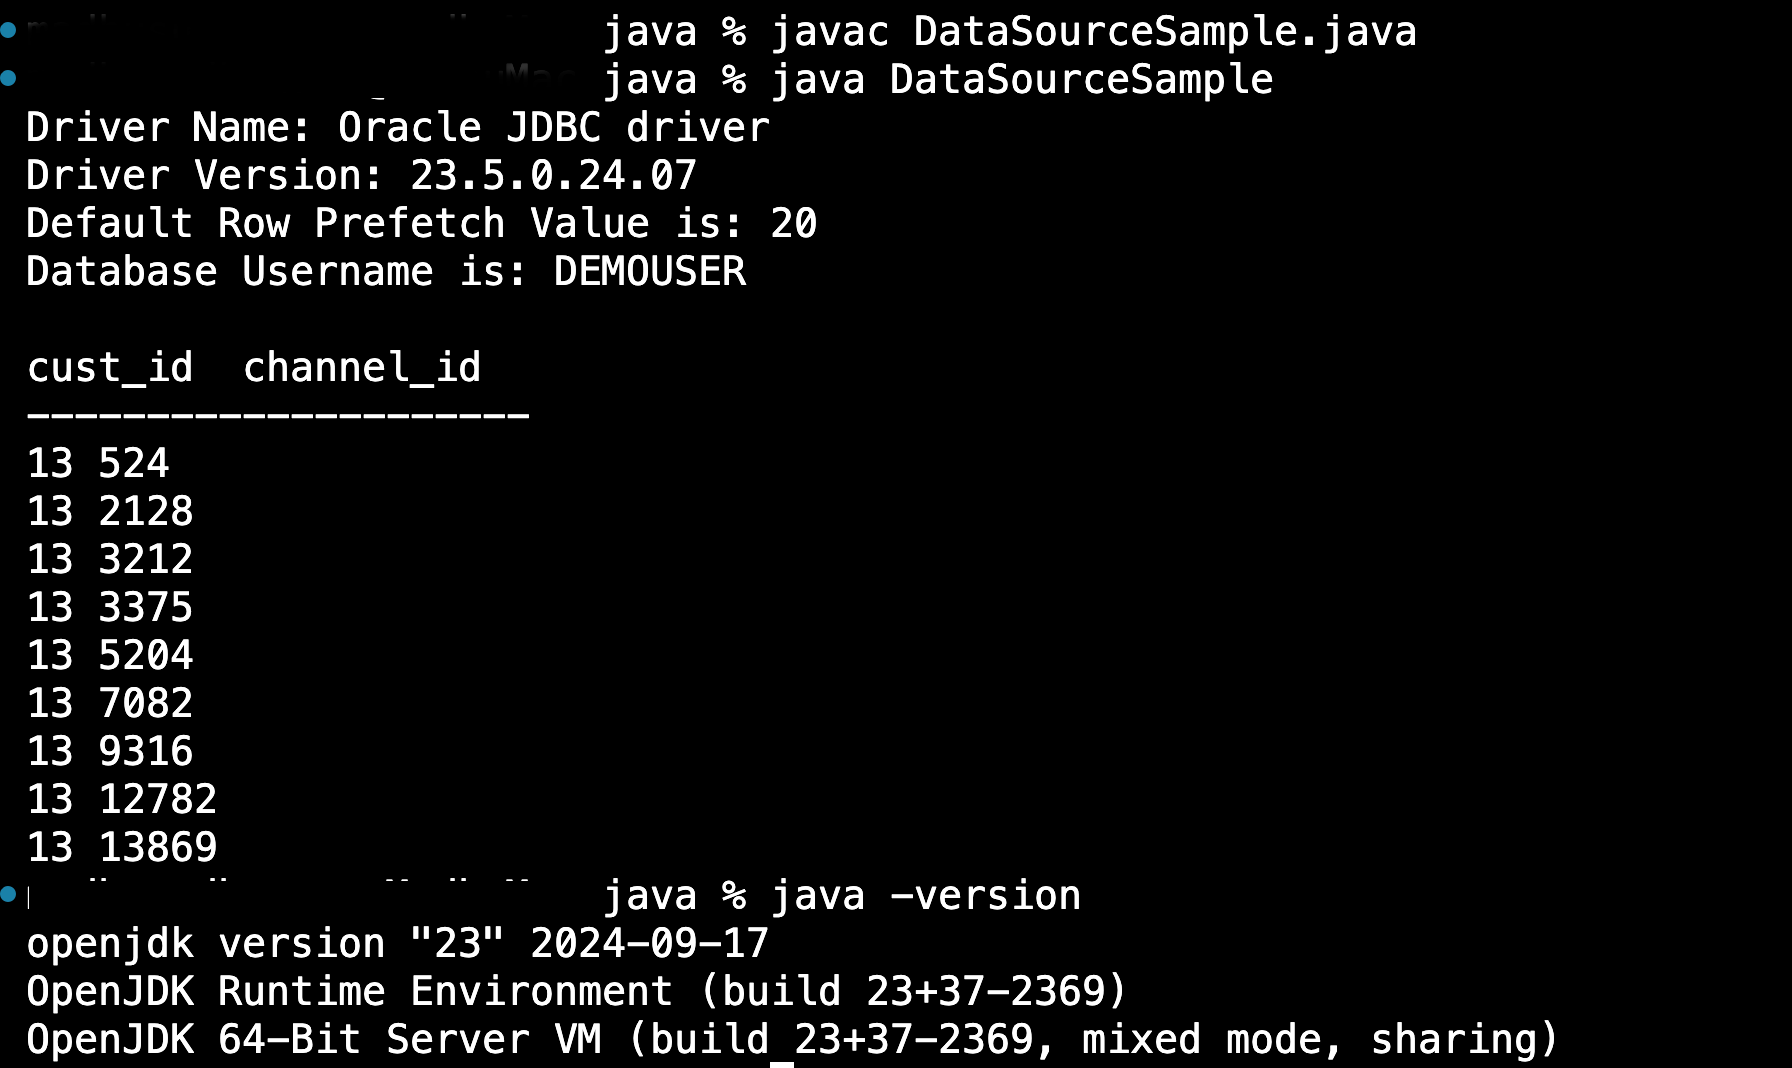 java % javac DataSourceSample.java
java % java DataSourceSample
Driver Name: Oracle JDBC driver
Driver Version: 23.5.0.24.07
Default Row Prefetch Value is: 20
Database Username is: DEMOUSER
cust_id  channel_id
---------------------
13 524
13 2128
13 3212
13 3375
13 5204
13 7082
13 9316
13 12782
13 13869
java % java -version
openjdk version "23" 2024-09-17
OpenJDK Runtime Environment (build 23+37-2369)
OpenJDK 64-Bit Server VM (build 23+37-2369, mixed mode, sharing)